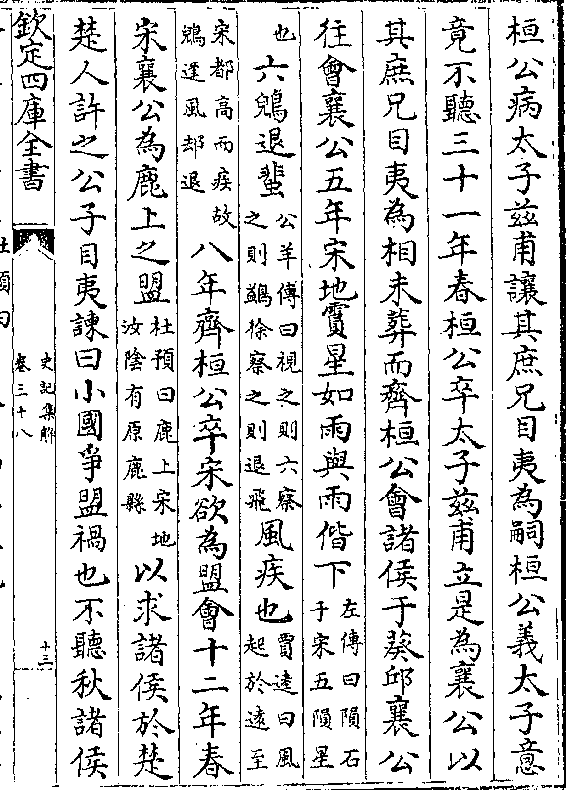 桓公病太子兹甫讓其庶兄目夷為嗣桓公義太子意
竟不聽三十一年春桓公卒太子兹甫立是為襄公以
其庶兄目夷為相未葬而齊桓公會諸侯于葵邱襄公
往會襄公五年宋地霣星如雨與雨偕下左傳曰隕石于宋五隕星
也六鶂退蜚公羊傳曰視之則六察之則鷁徐察之則退飛風疾也賈逵曰風起於逺至
宋都高而疾故鶂逢風却退八年齊桓公卒宋欲為盟會十二年春
宋襄公為鹿上之盟杜預曰鹿上宋地汝陰有原鹿縣以求諸侯於楚
楚人許之公子目夷諫曰小國爭盟禍也不聽秋諸侯
欽定四庫全書
史記集解
卷三十八
十三